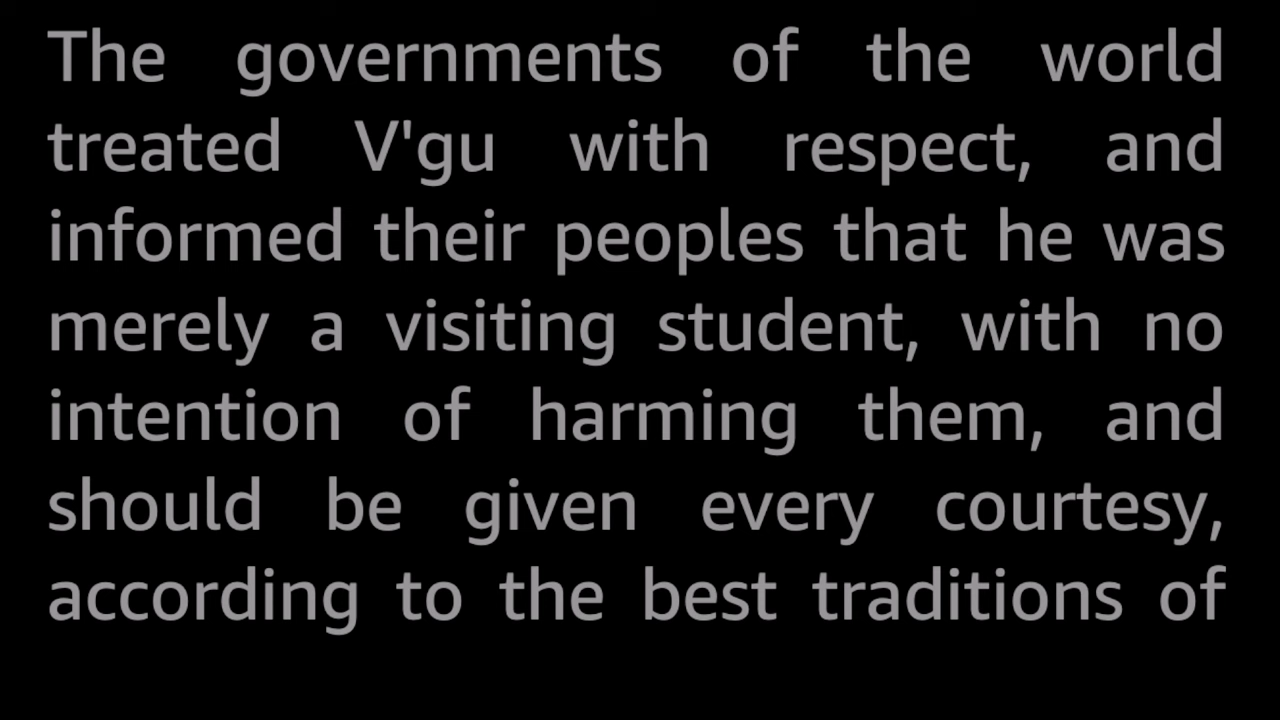 The governments of the world
treated V'gu with respect, and
informed their peoples that he was
merely a visiting student, with no
intention of harming them, and
should be given every courtesy,
according to the best traditions of